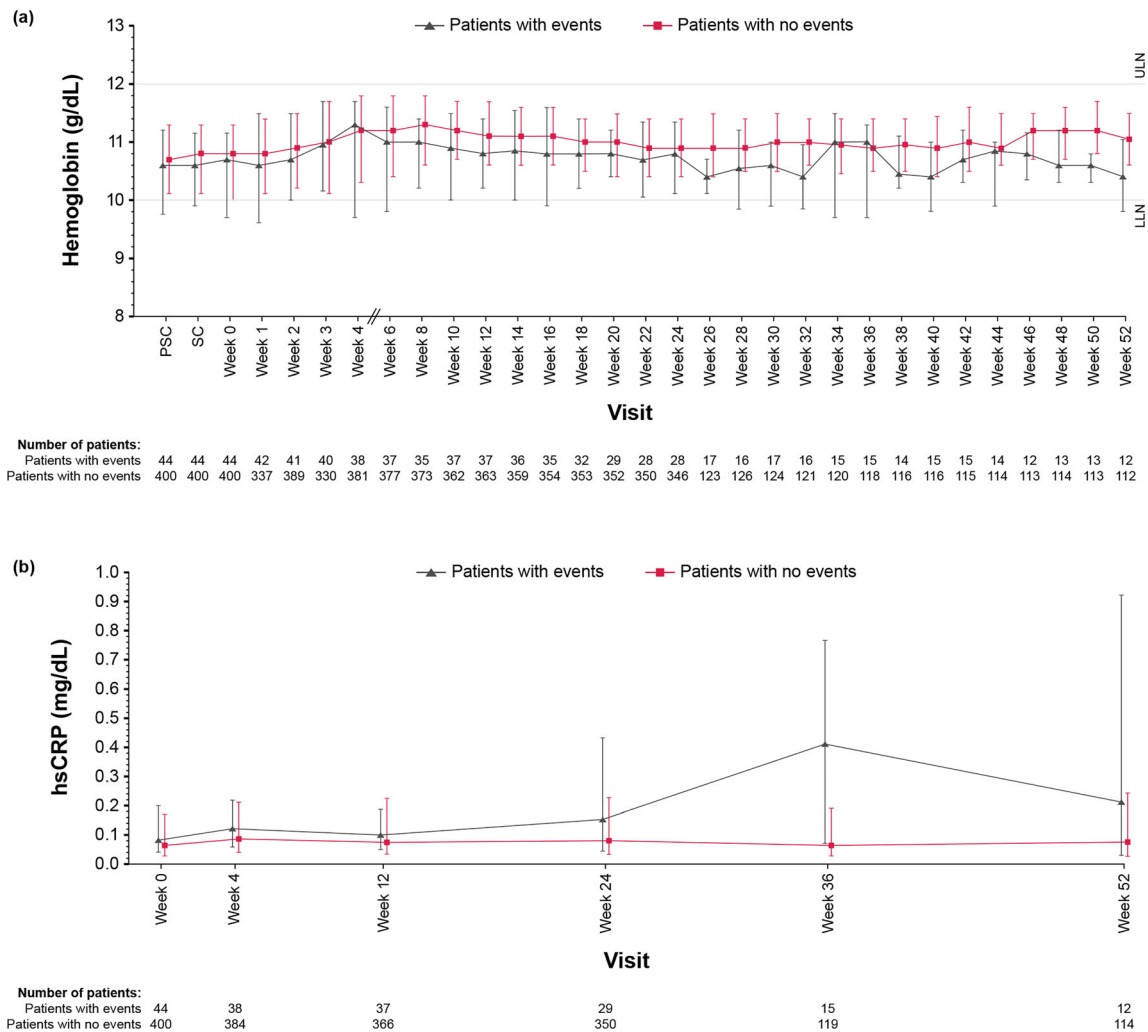 (a)
Patients with events
Patients with no events
13
12
11
10
9
8
Hemoglobin (g/dL)
ULN
LLN
PSC
SC
Week 0
Week 1
Week 2
Week 3
Week 4
Week 6
Week 8
Week 10
Week 12
Week 14
Week 16
Week 18
Week 20
Week 22
Week 24
Week 26
Week 28
Week 30
Week 32
Week 34
Week 36
Week 38
Week 40
Week 42
Week 44
Week 46
Week 48
Week 50
Week 52
Visit
Number of patients:
Patients with events 44 44 44 42 41 40 38 37 35 37 37 36 35 32 29 28 28 17 16 17 16 15 15 14 15 15 14 12 13 13 12
Patients with no events 400 400 400 337 389 330 381 377 373 362 363 359 354 353 352 350 346 123 126 124 121 120 118 116 116 115 114 113 114 113 112
(b)
Patients with events
Patients with no events
1.0
0.9
0.8
0.7
0.6
0.5
0.4
0.3
0.2
0.1
0.0
hsCRP (mg/dL)
Week 0
Week 4
Week 12
Week 24
Week 36
Week 52
Visit
Number of patients:
Patients with events 44 38 37 29 15 12
Patients with no events 400 384 366 350 119 114